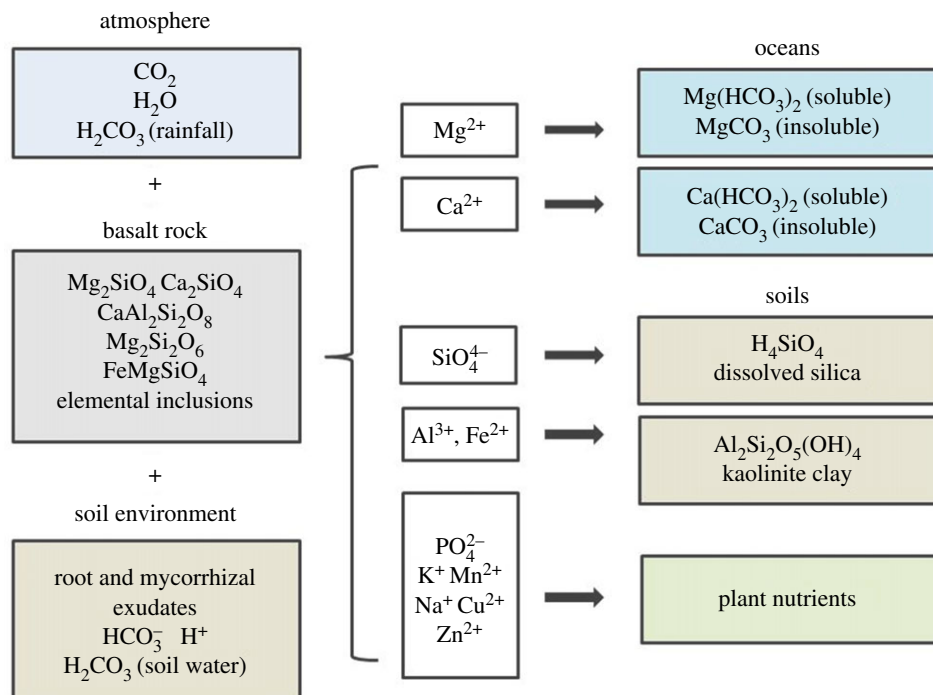 atmosphere
CO₂
H₂O
H₂CO₃ (rainfall)
+
basalt rock
Mg₂SiO₄ Ca₂SiO₄
CaAl₂Si₂O₈
Mg₂Si₂O₆
FeMgSiO₄
elemental inclusions
+
soil environment
root and mycorrhizal
exudates
HCO₃⁻ H⁺
H₂CO₃ (soil water)
Mg²⁺
Ca²⁺
SiO₄⁴⁻
Al³⁺, Fe²⁺
PO₄²⁻
K⁺ Mn²⁺
Na⁺ Cu²⁺
Zn²⁺
oceans
Mg(HCO₃)₂ (soluble)
MgCO₃ (insoluble)
Ca(HCO₃)₂ (soluble)
CaCO₃ (insoluble)
soils
H₄SiO₄
dissolved silica
Al₂Si₂O₅(OH)₄
kaolinite clay
plant nutrients